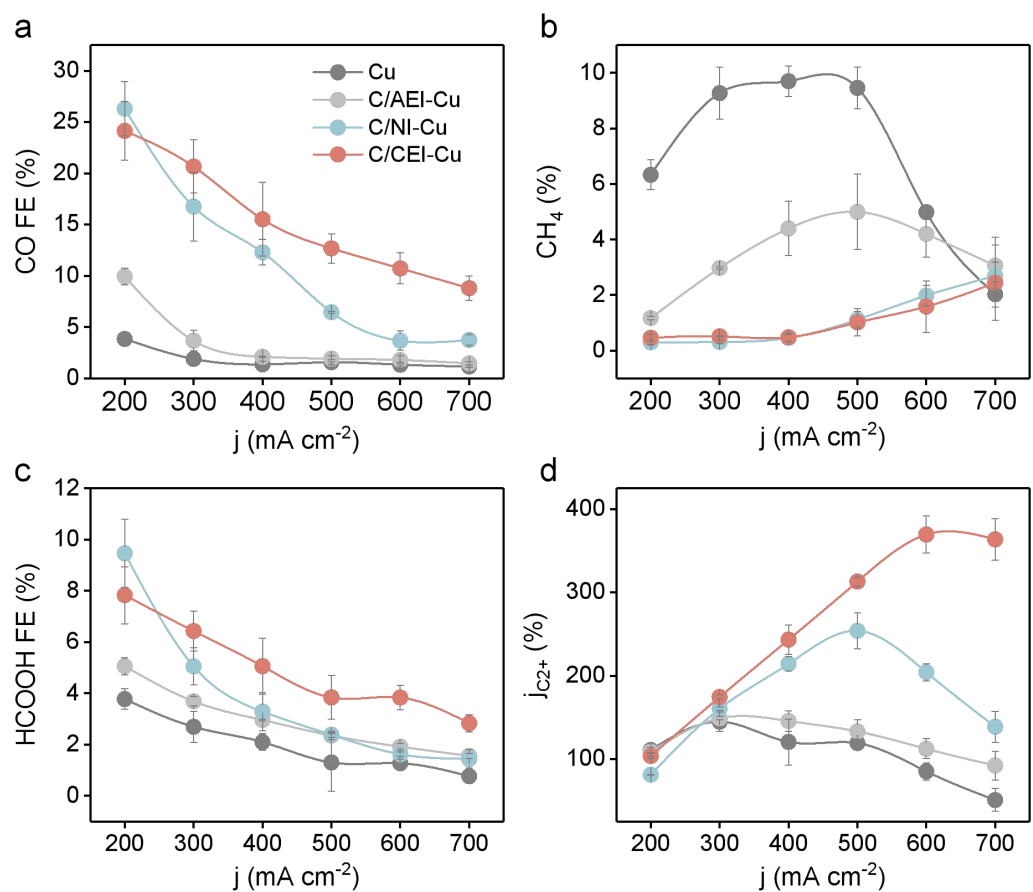 a
30
25
20
15
10
5
0
CO FE (%)
Cu
C/AEI-Cu
C/NI-Cu
C/CEI-Cu
200 300 400 500 600 700
j (mA cm⁻²)
b
10
8
6
4
2
0
CH₄ (%)
200 300 400 500 600 700
j (mA cm⁻²)
c
12
10
8
6
4
2
0
HCOOH FE (%)
200 300 400 500 600 700
j (mA cm⁻²)
d
400
300
200
100
j_C2+ (%)
200 300 400 500 600 700
j (mA cm⁻²)